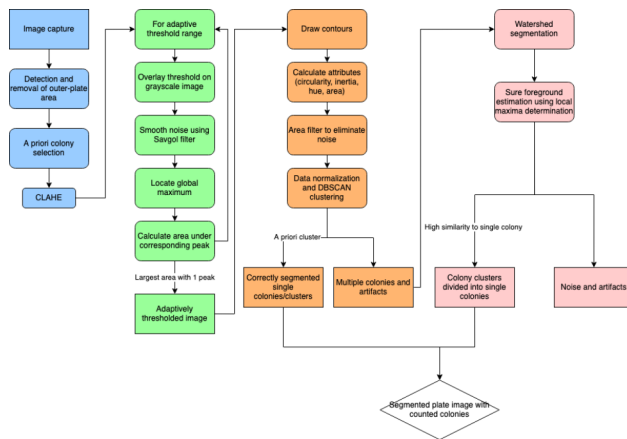 Image capture
Detection and
removal of outer-plate
area
A priori colony
selection
CLAHE
For adaptive
threshold range
Overlay threshold on
grayscale image
Smooth noise using
Savgol filter
Locate global
maximum
Calculate area under
corresponding peak
Largest area with 1 peak
Adaptively
thresholded image
Draw contours
Calculate attributes
(circularity, inertia,
hue, area)
Area filter to eliminate
noise
Data normalization
and DBSCAN
clustering
A priori cluster
Correctly segmented
single
colonies/clusters
Multiple colonies and
artifacts
Watershed
segmentation
Sure foreground
estimation using local
maxima determination
High similarity to single colony
Colony clusters
divided into single
colonies
Noise and artifacts
Segmented plate image with
counted colonies